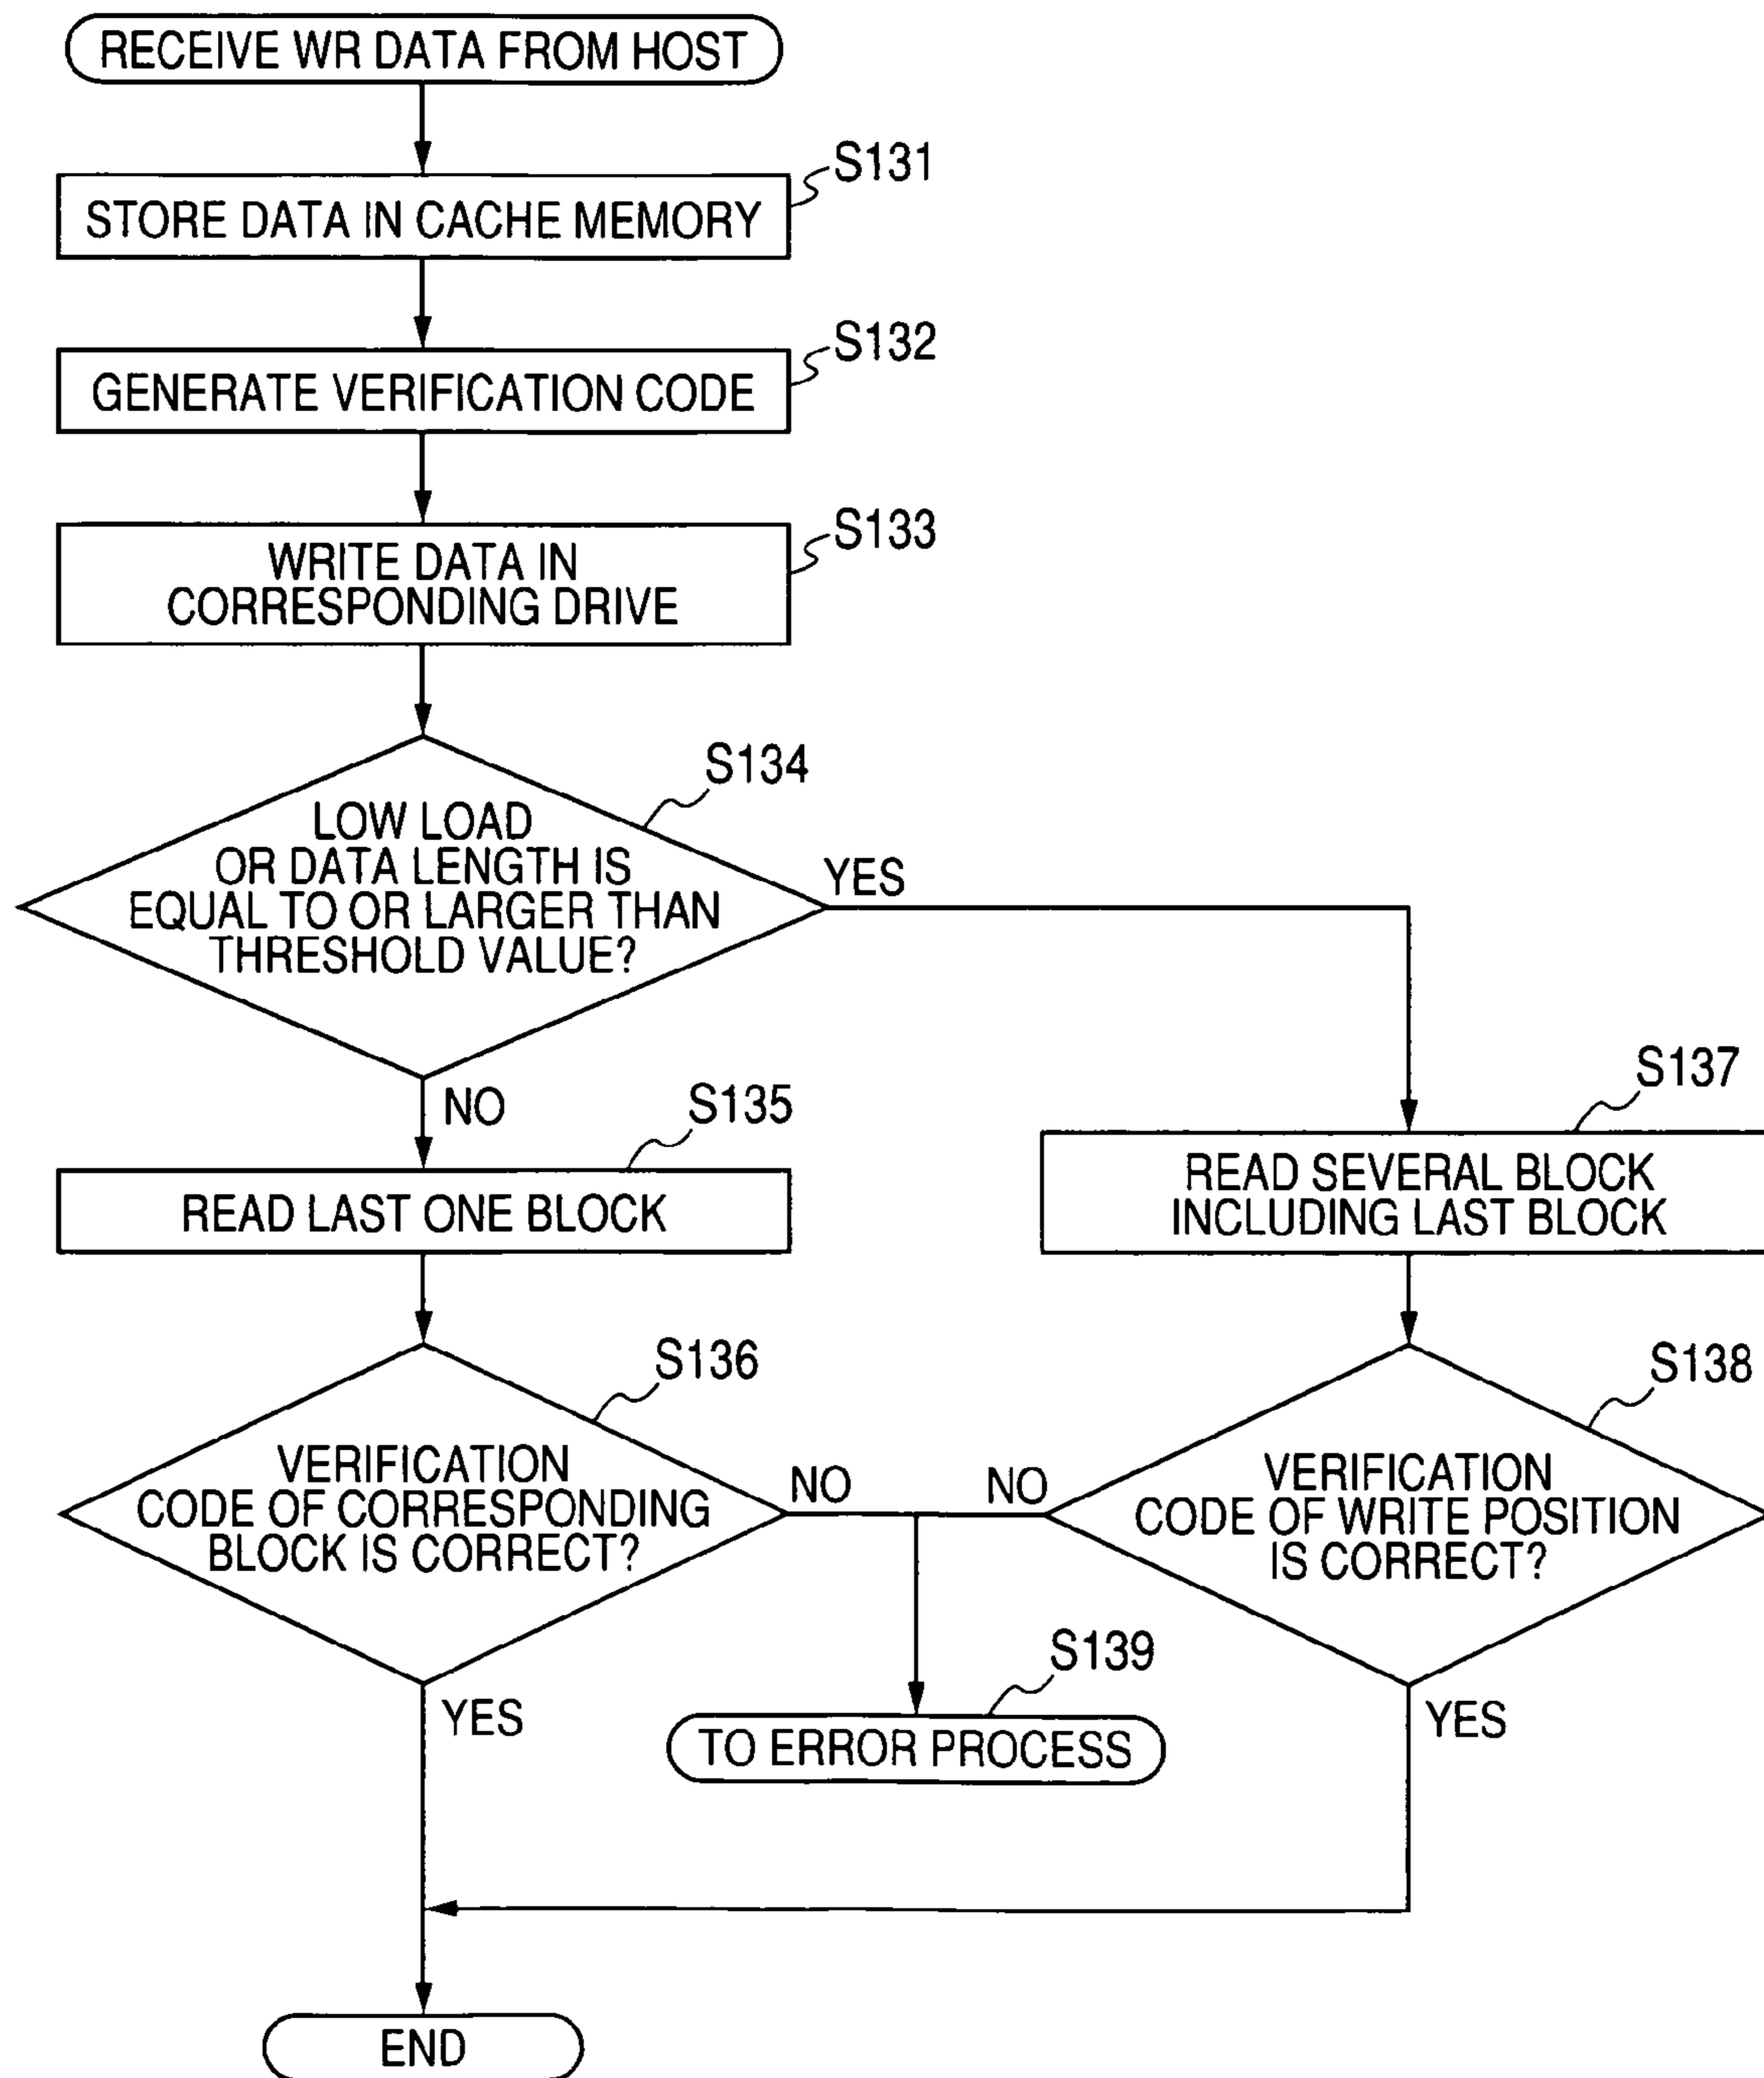 RECEIVE WR DATA FROM HOST
S131
STORE DATA IN CACHE MEMORY
S132
GENERATE VERIFICATION CODE
S133
WRITE DATA IN
CORRESPONDING DRIVE
S134
LOW LOAD
OR DATA LENGTH IS
EQUAL TO OR LARGER THAN
THRESHOLD VALUE?
YES
NO
S135
READ LAST ONE BLOCK
S137
READ SEVERAL BLOCK
INCLUDING LAST BLOCK
S136
VERIFICATION
CODE OF CORRESPONDING
BLOCK IS CORRECT?
NO
YES
S138
VERIFICATION
CODE OF WRITE POSITION
IS CORRECT?
NO
YES
S139
TO ERROR PROCESS
END